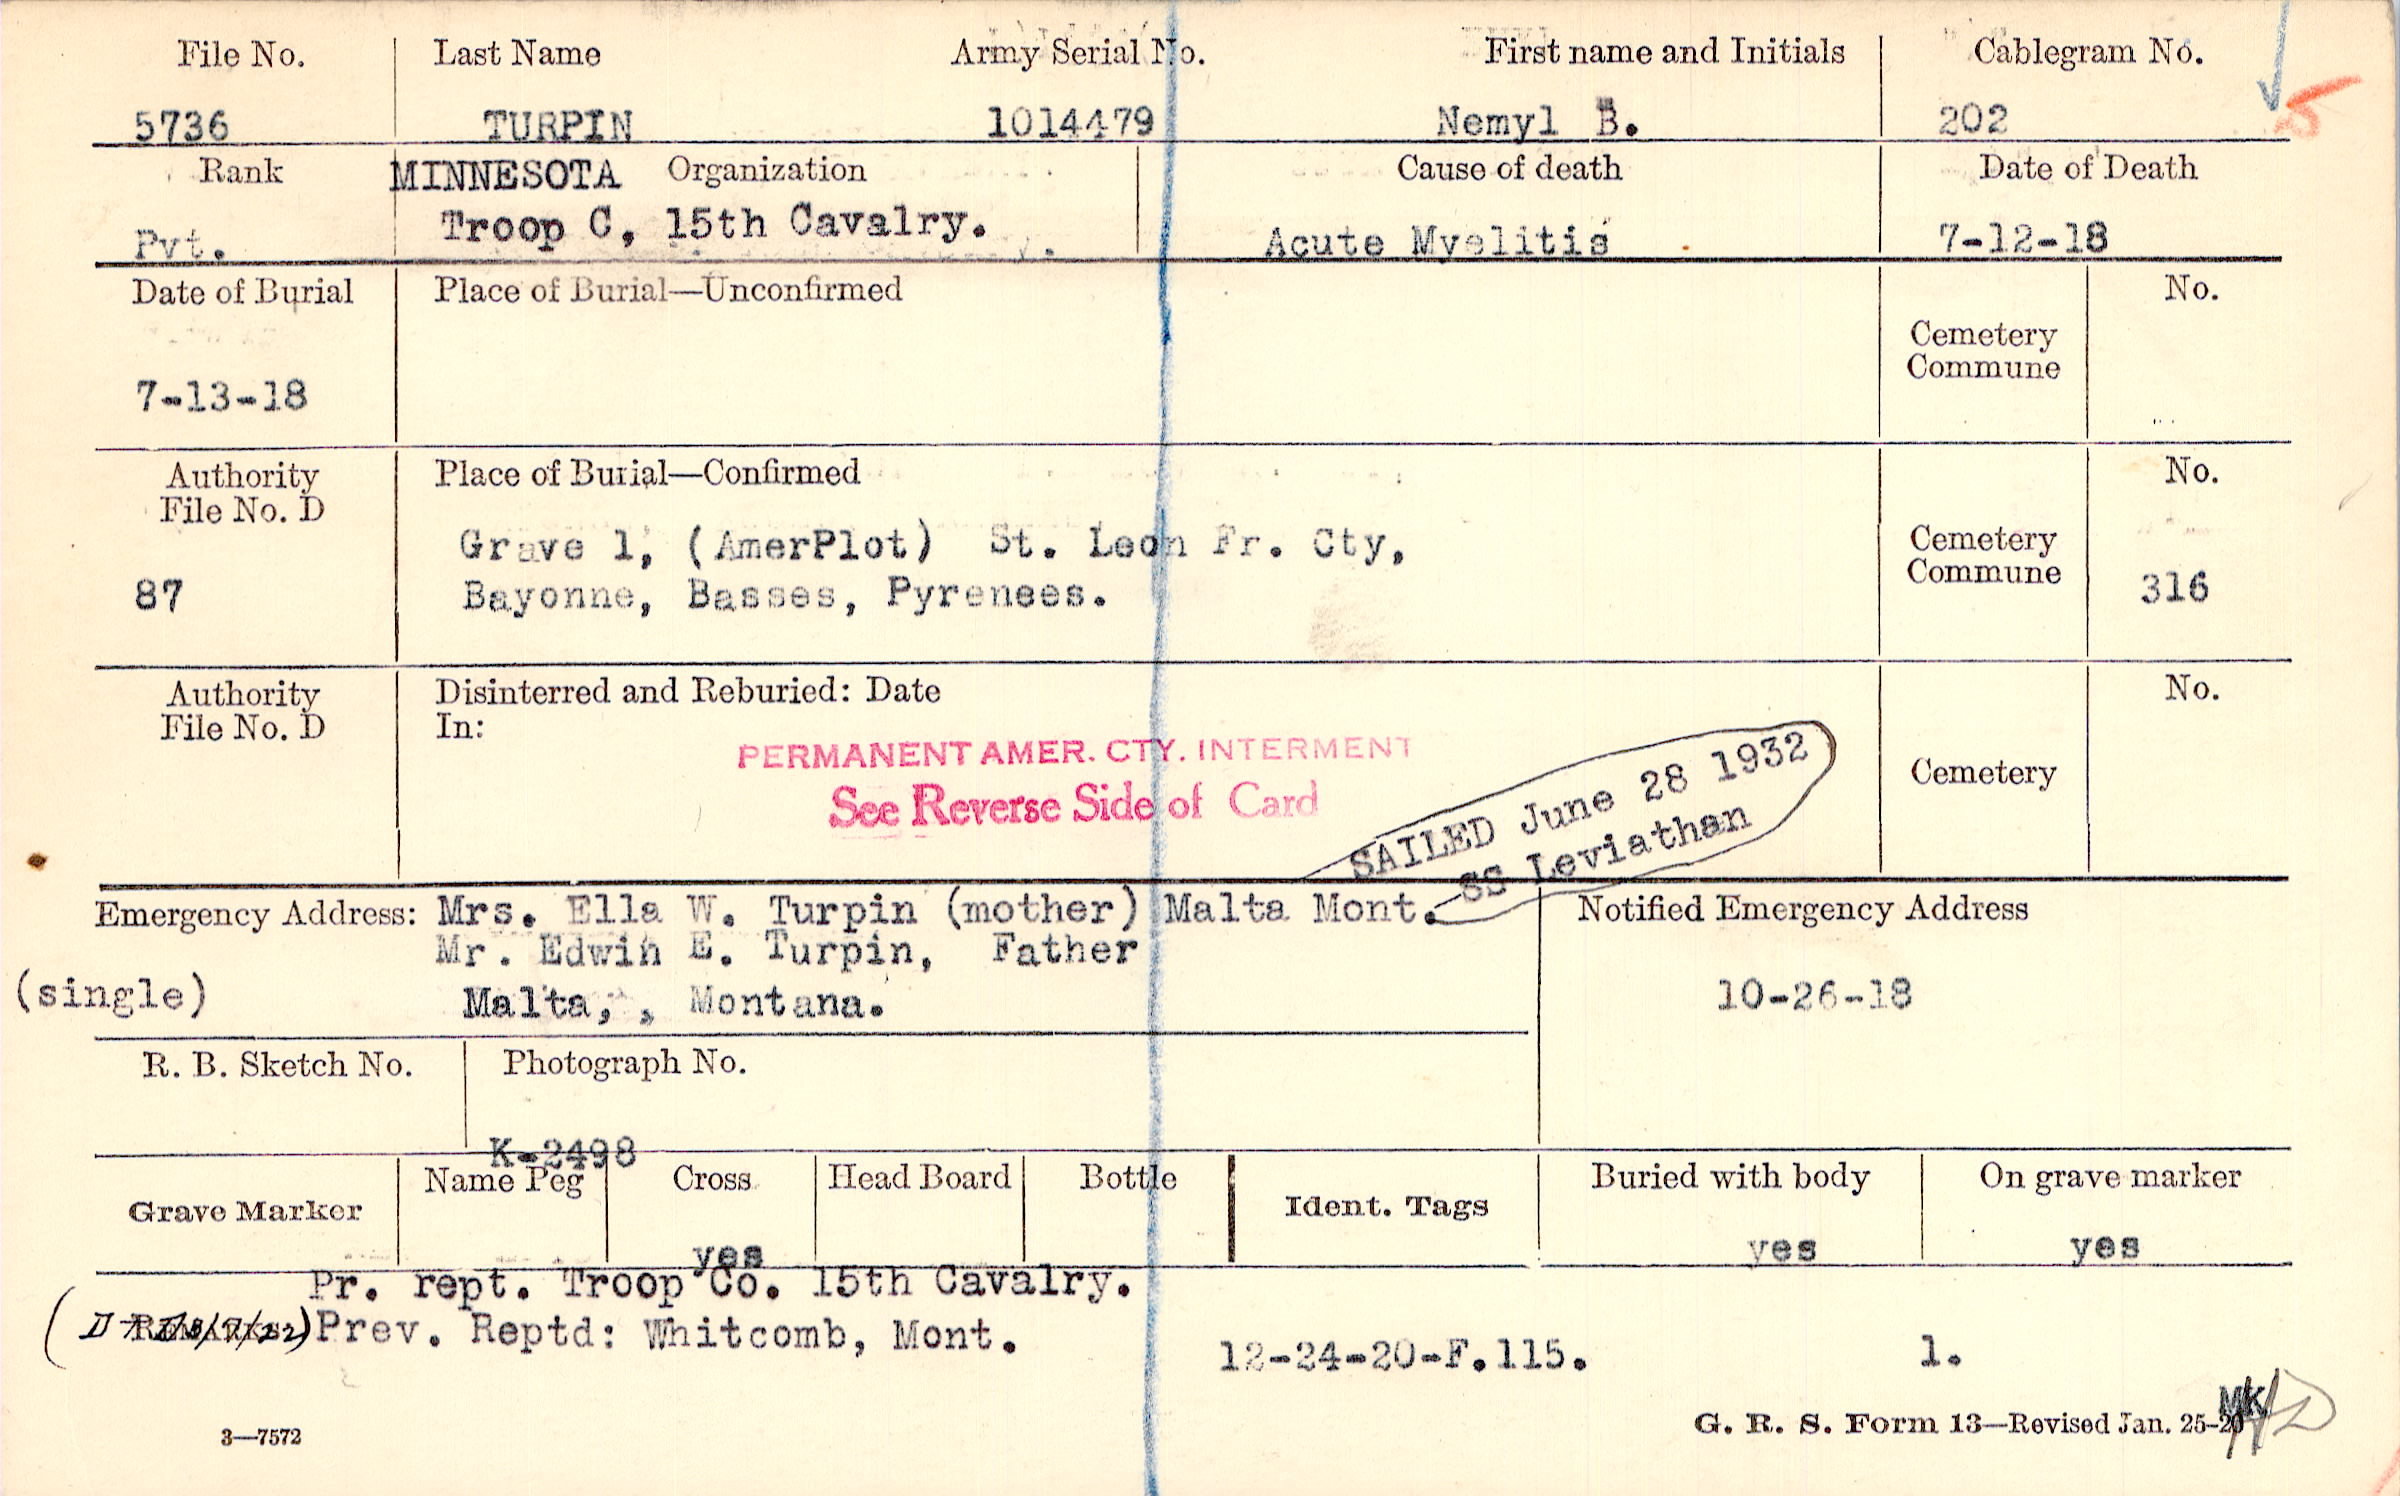 File No. Last Name Army Serial No. First name and Initials Cablegram No.
5736 TURPIN 1014479 Nemyl B. 202 5
Rank MINNESOTA Organization Cause of death Date of Death
Pvt. Troop C, 15th Cavalry. Acute Myelitis 7-12-18
Date of Burial Place of Burial—Unconfirmed No.
Cemetery
Commune
7-13-18
Authority Place of Burial—Confirmed No.
File No. D
Grave 1, (AmerPlot) St. Leon Fr. Cty, Cemetery
Commune
87 Bayonne, Basses, Pyrenees. 316
Authority Disinterred and Reburied: Date No.
File No. D In:
PERMANENT AMER. CTY. INTERMENT
See Reverse Side of Card
Cemetery
SAILED June 28 1932
SS Leviathan
Emergency Address: Mrs. Ella W. Turpin (mother) Malta Mont. Notified Emergency Address
Mr. Edwin E. Turpin, Father
(single) Malta, , Montana. 10-26-18
R. B. Sketch No. Photograph No.
K-2498
Grave Marker Name Peg Cross Head Board Bottle Ident. Tags Buried with body On grave marker
yes yes yes
Pr. rept. Troop Co. 15th Cavalry.
Prev. Reptd: Whitcomb, Mont.
12-24-20-F.115. 1.
MK
3—7572 G. R. S. Form 13—Revised Jan. 25-20